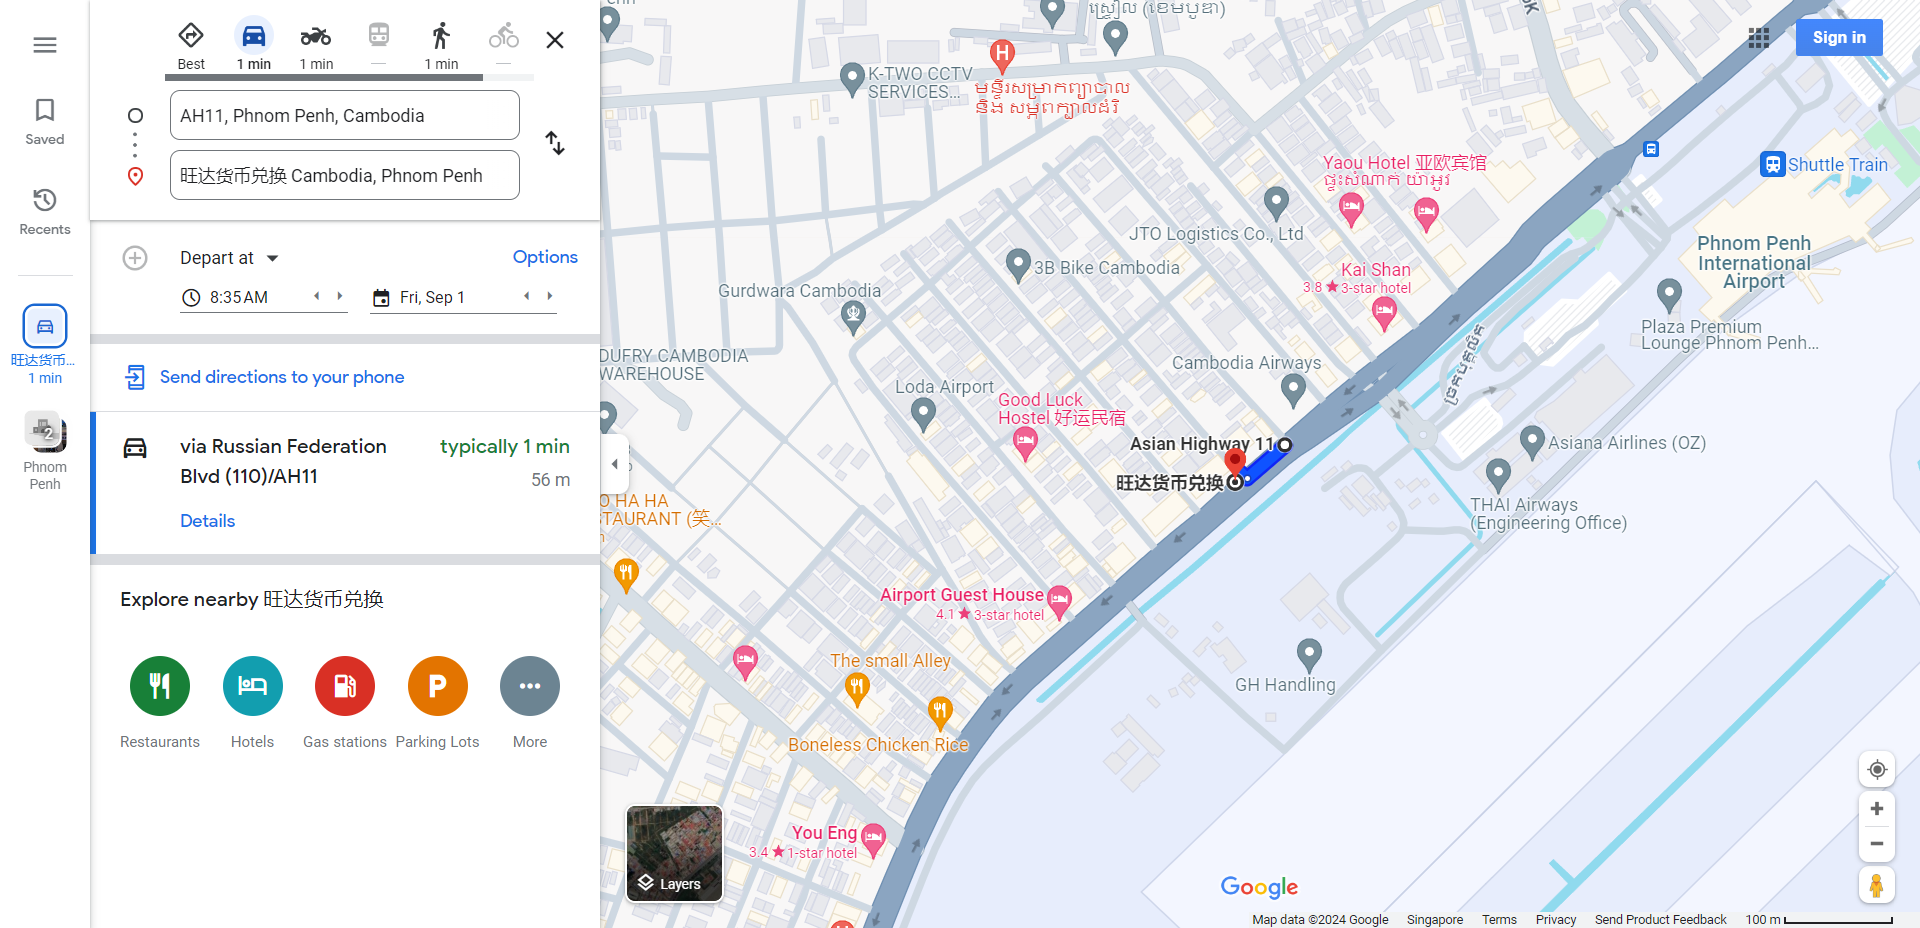 Saved
Recents
旺达货币...
1 min
2
Phnom
Penh
Best
1 min
1 min
—
1 min
—
AH11, Phnom Penh, Cambodia
旺达货币兑换 Cambodia, Phnom Penh
Depart at
Options
8:35 AM
Fri, Sep 1
Send directions to your phone
via Russian Federation
Blvd (110)/AH11
typically 1 min
56 m
Details
Explore nearby 旺达货币兑换
Restaurants
Hotels
Gas stations
Parking Lots
More
Sign in
K-TWO CCTV
SERVICES...
H
មន្ទីរសម្រាកព្យាបាល
និង សម្ភពក្បាលដំរី
Yaou Hotel 亚欧宾馆
ផ្ទះសំណាក់ យ៉ាអូវ
Shuttle Train
JTO Logistics Co., Ltd
3B Bike Cambodia
Kai Shan
3.8 ★ 3-star hotel
Phnom Penh
International
Airport
Gurdwara Cambodia
Plaza Premium
Lounge Phnom Penh...
DUFRY CAMBODIA
WAREHOUSE
Cambodia Airways
Loda Airport
Good Luck
Hostel 好运民宿
Asian Highway 11
旺达货币兑换
Asiana Airlines (OZ)
THAI Airways
(Engineering Office)
O HA HA
STAURANT (笑...
Airport Guest House
4.1 ★ 3-star hotel
The small Alley
GH Handling
Boneless Chicken Rice
You Eng
3.4 ★ 1-star hotel
Layers
Google
Map data ©2024 Google
Singapore
Terms
Privacy
Send Product Feedback
100 m